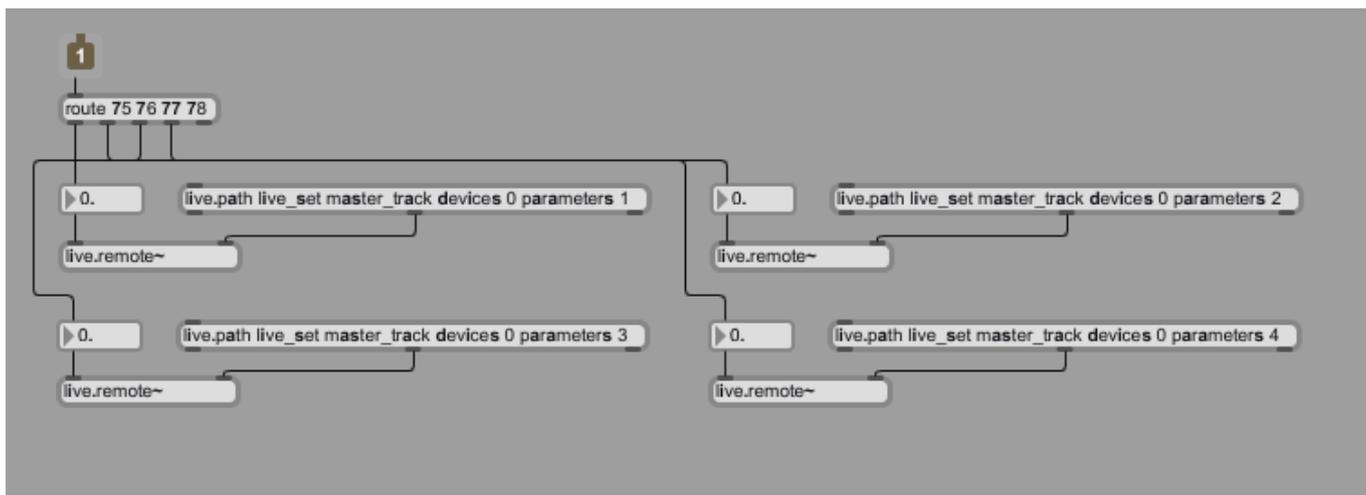 1
route 75 76 77 78
0.
live.path live_set master_track devices 0 parameters 1
0.
live.path live_set master_track devices 0 parameters 2
live.remote~
live.remote~
0.
live.path live_set master_track devices 0 parameters 3
0.
live.path live_set master_track devices 0 parameters 4
live.remote~
live.remote~